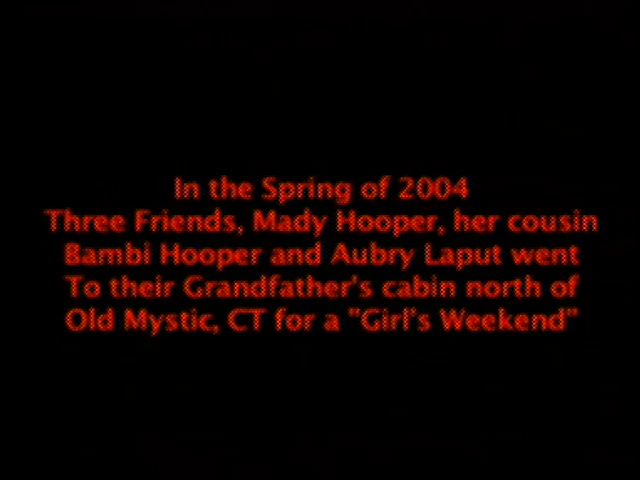 In the Spring of 2004
Three Friends, Mady Hooper, her cousin
Bambi Hooper and Aubry Laput went
To their Grandfather's cabin north of
Old Mystic, CT for a "Girl's Weekend"